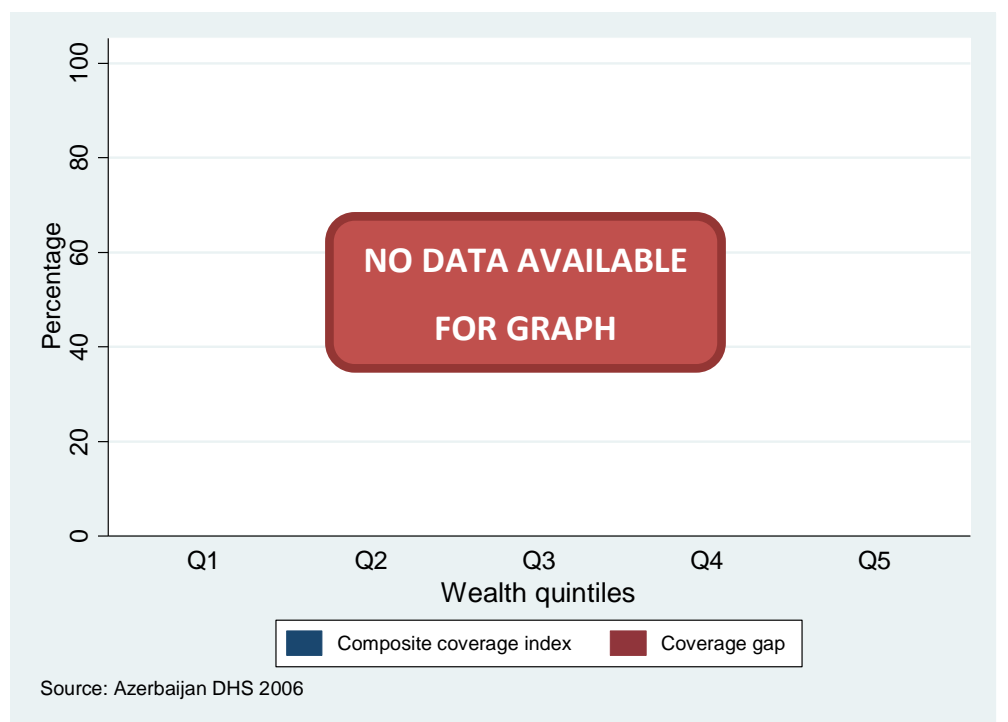 100
80
60
40
20
0
Percentage
NO DATA AVAILABLE
FOR GRAPH
Q1 Q2 Q3 Q4 Q5
Wealth quintiles
Composite coverage index Coverage gap
Source: Azerbaijan DHS 2006